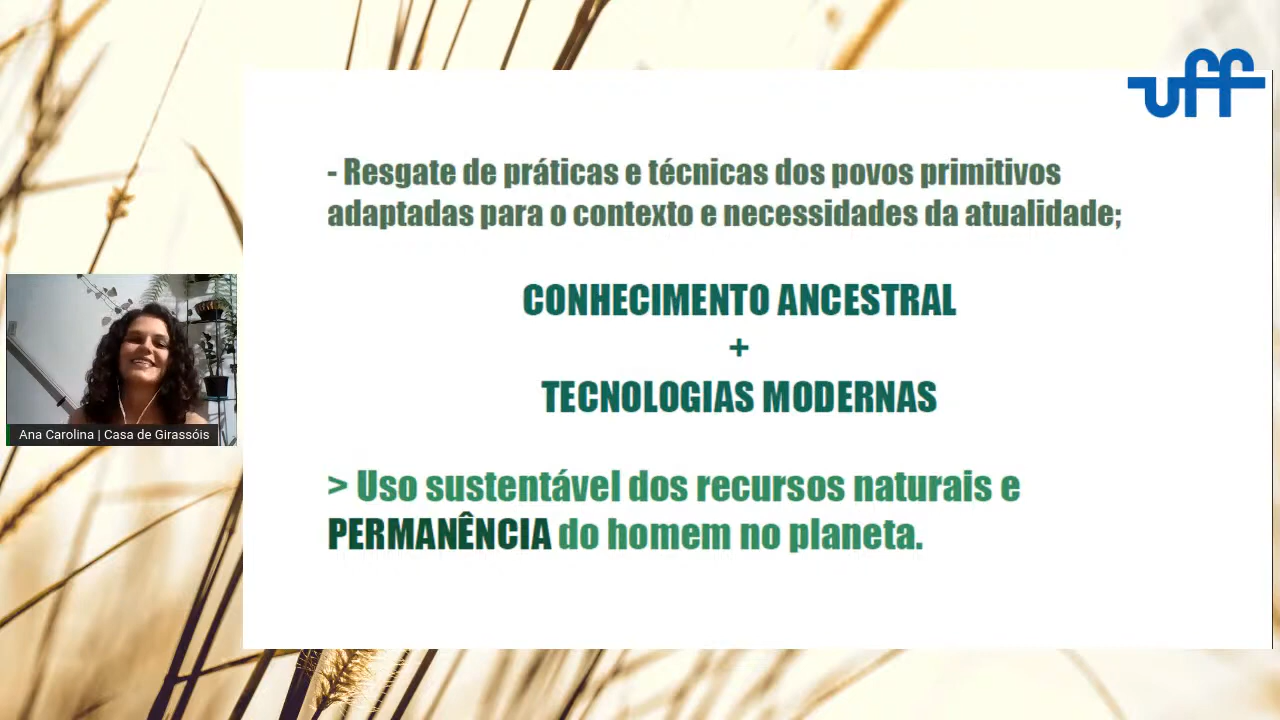 uff
- Resgate de práticas e técnicas dos povos primitivos
adaptadas para o contexto e necessidades da atualidade;
CONHECIMENTO ANCESTRAL
+
TECNOLOGIAS MODERNAS
> Uso sustentável dos recursos naturais e
PERMANÊNCIA do homem no planeta.
Ana Carolina | Casa de Girassóis